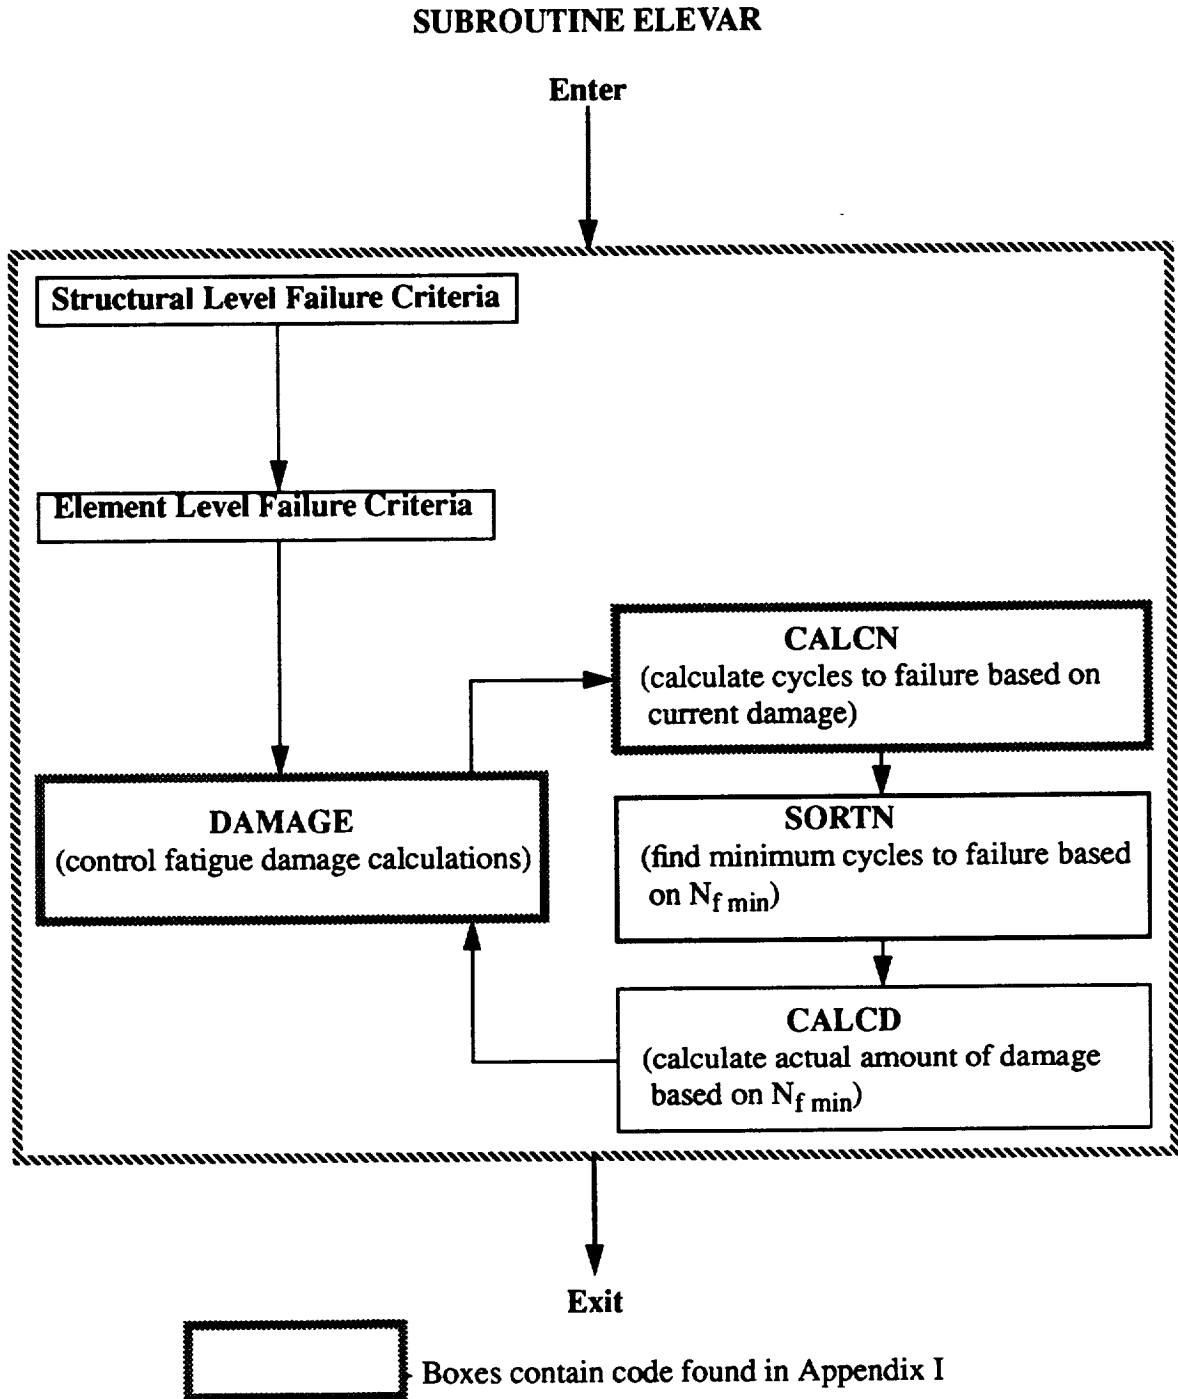 SUBROUTINE ELEVAR
Enter
Structural Level Failure Criteria
Element Level Failure Criteria
CALCN
(calculate cycles to failure based on
current damage)
DAMAGE
(control fatigue damage calculations)
SORTN
(find minimum cycles to failure based
on N_f min)
CALCD
(calculate actual amount of damage
based on N_f min)
Exit
Boxes contain code found in Appendix I